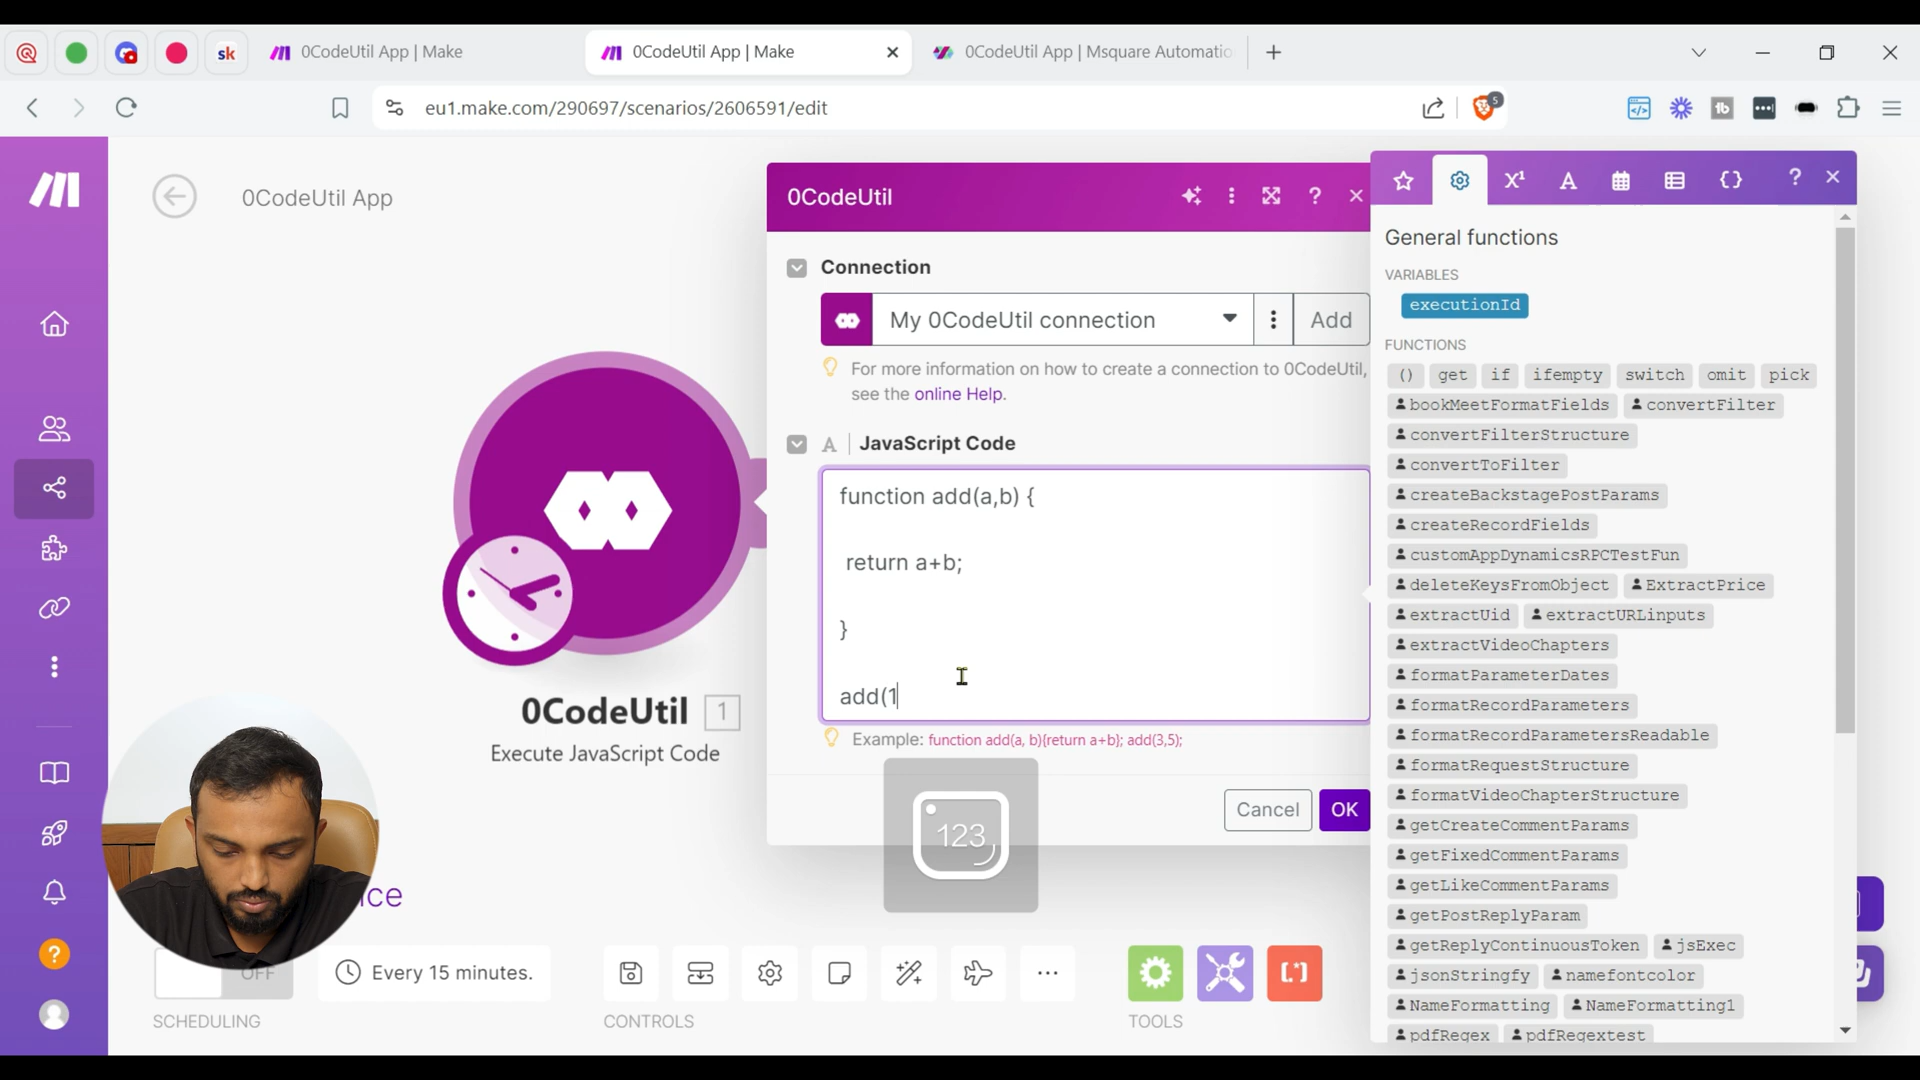 sk
0CodeUtil App | Make
0CodeUtil App | Make
0CodeUtil App | Msquare Automatio
eu1.make.com/290697/scenarios/2606591/edit
5
tb
0CodeUtil App
0CodeUtil
Connection
My 0CodeUtil connection
Add
For more information on how to create a connection to 0CodeUtil,
see the online Help.
A
JavaScript Code
function add(a,b) {
return a+b;
}
add(1
Example: function add(a, b){return a+b}; add(3,5);
Cancel
OK
123
0CodeUtil
1
Execute JavaScript Code
ice
OFF
Every 15 minutes.
SCHEDULING
CONTROLS
TOOLS
General functions
VARIABLES
executionId
FUNCTIONS
() get if ifempty switch omit pick
bookMeetFormatFields convertFilter
convertFilterStructure
convertToFilter
createBackstagePostParams
createRecordFields
customAppDynamicsRPCTestFun
deleteKeysFromObject ExtractPrice
extractUid extractURLinputs
extractVideoChapters
formatParameterDates
formatRecordParameters
formatRecordParametersReadable
formatRequestStructure
formatVideoChapterStructure
getCreateCommentParams
getFixedCommentParams
getLikeCommentParams
getPostReplyParam
getReplyContinuousToken jsExec
jsonStringfy namefontcolor
NameFormatting NameFormatting1
pdfRegex pdfRegextest